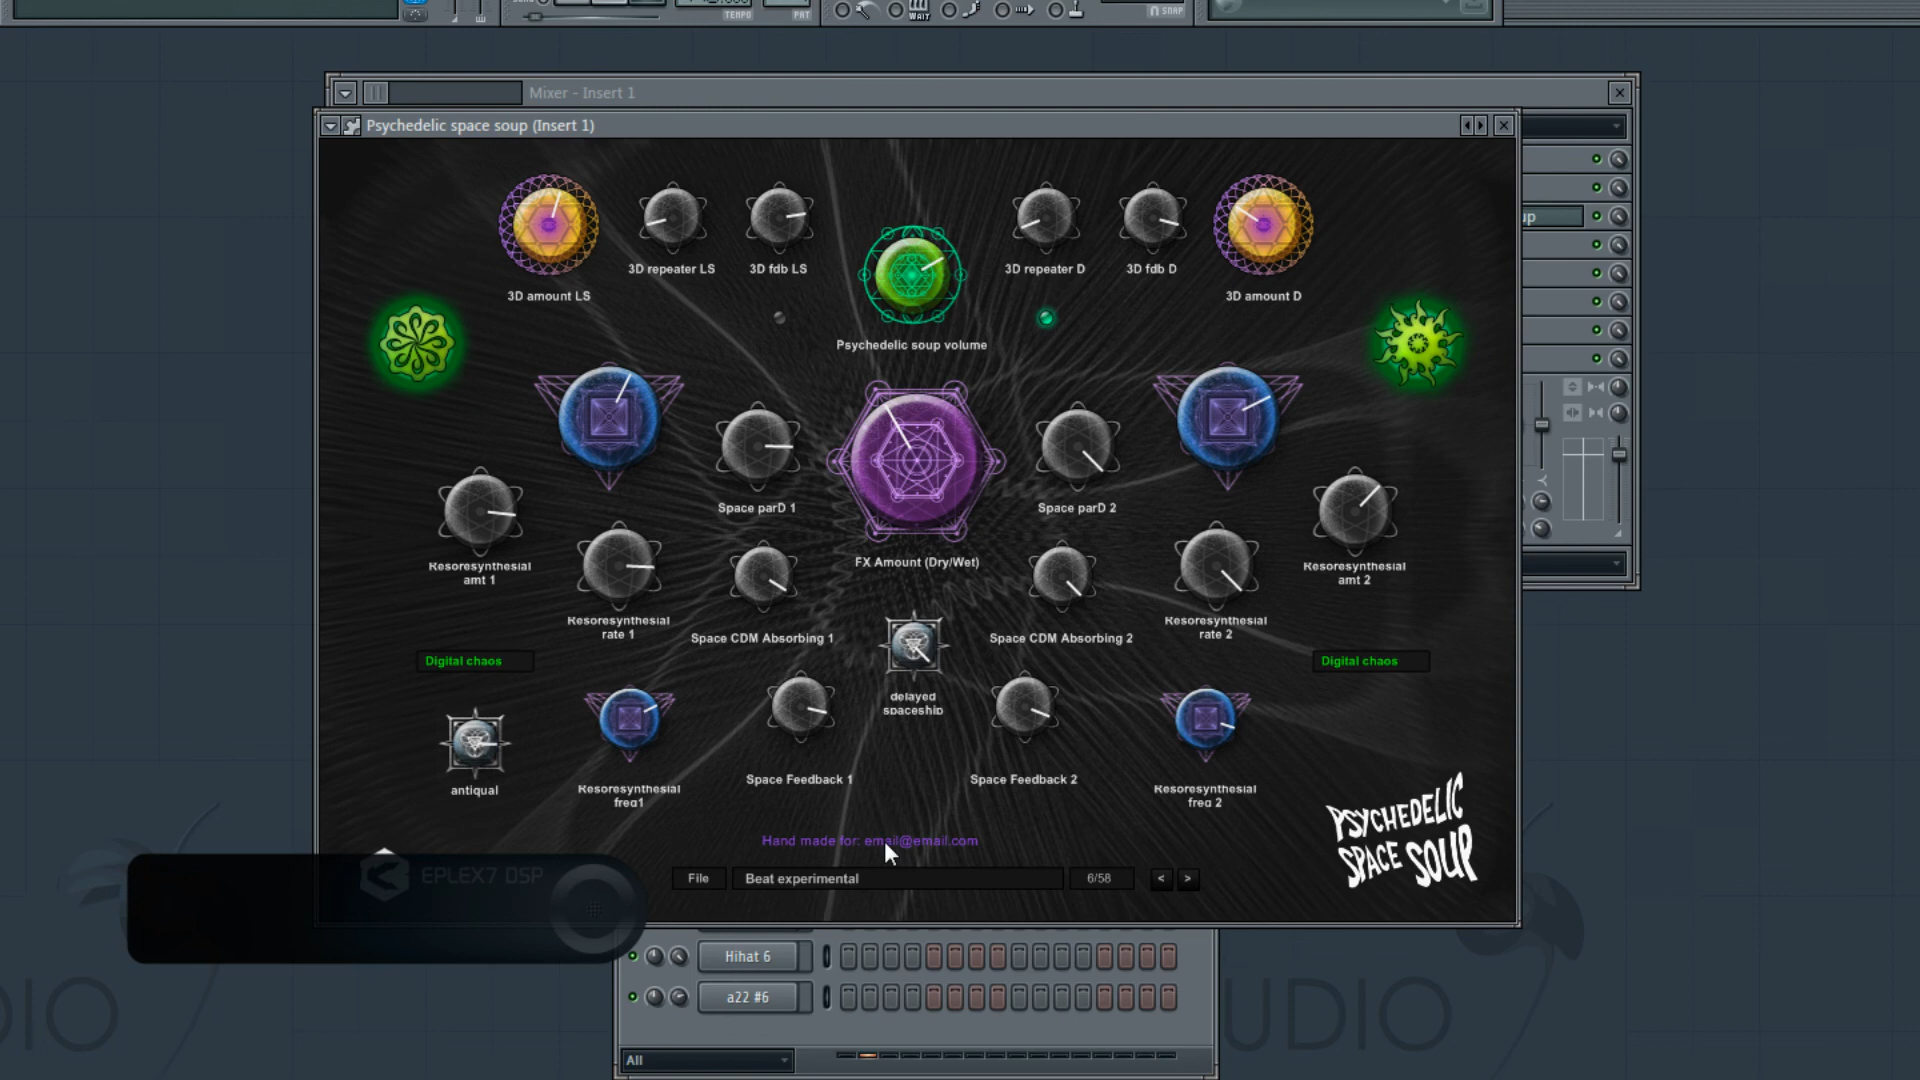 TEMPO
PAT
WAIT
SNAP
Mixer - Insert 1
Psychedelic space soup (Insert 1)
3D amount LS
3D repeater LS
3D fdb LS
3D repeater D
3D fdb D
3D amount D
up
Psychedelic soup volume
Space parD 1
Space parD 2
FX Amount (Dry/Wet)
Resoresynthesial
amt 1
Resoresynthesial
amt 2
Resoresynthesial
rate 1
Resoresynthesial
rate 2
Space CDM Absorbing 1
Space CDM Absorbing 2
Digital chaos
Digital chaos
delayed
spaceship
antiqual
Resoresynthesial
freq1
Space Feedback 1
Space Feedback 2
Resoresynthesial
freq 2
PSYCHEDELIC
SPACE SOUP
Hand made for: email@email.com
EPLEX7 DSP
File
Beat experimental
6/58
<
>
Hihat 6
a22 #6
All
DIO
UDIO